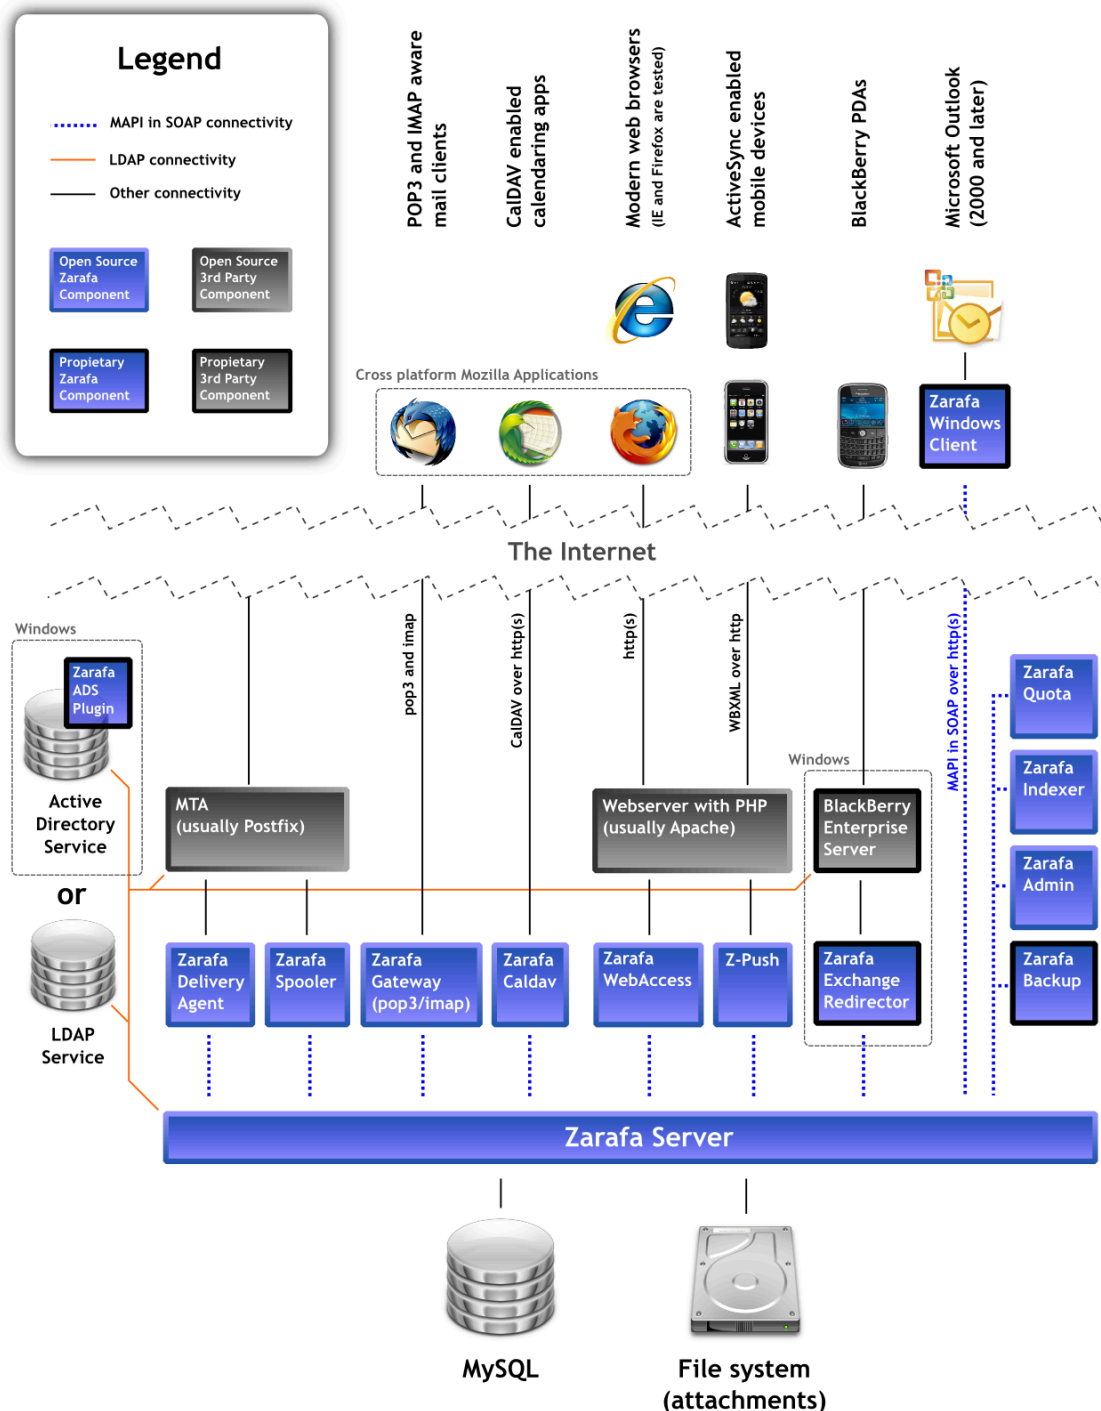 Legend
MAPI in SOAP connectivity
LDAP connectivity
Other connectivity
Open Source
Zarafa
Component
Open Source
3rd Party
Component
Propietary
Zarafa
Component
Propietary
3rd Party
Component
POP3 and IMAP aware
mail clients
CalDAV enabled
calendaring apps
Modern web browsers
(IE and Firefox are tested)
ActiveSync enabled
mobile devices
BlackBerry PDAs
Microsoft Outlook
(2000 and later)
Cross platform Mozilla Applications
Zarafa
Windows
Client
The Internet
Windows
Zarafa
ADS
Plugin
Active
Directory
Service
or
LDAP
Service
pop3 and imap
CalDAV over http(s)
http(s)
WBXML over http
MAPI in SOAP over http(s)
MTA
(usually Postfix)
Webserver with PHP
(usually Apache)
Windows
BlackBerry
Enterprise
Server
Zarafa
Quota
Zarafa
Indexer
Zarafa
Admin
Zarafa
Backup
Zarafa
Delivery
Agent
Zarafa
Spooler
Zarafa
Gateway
(pop3/imap)
Zarafa
Caldav
Zarafa
WebAccess
Z-Push
Zarafa
Exchange
Redirector
Zarafa Server
MySQL
File system
(attachments)